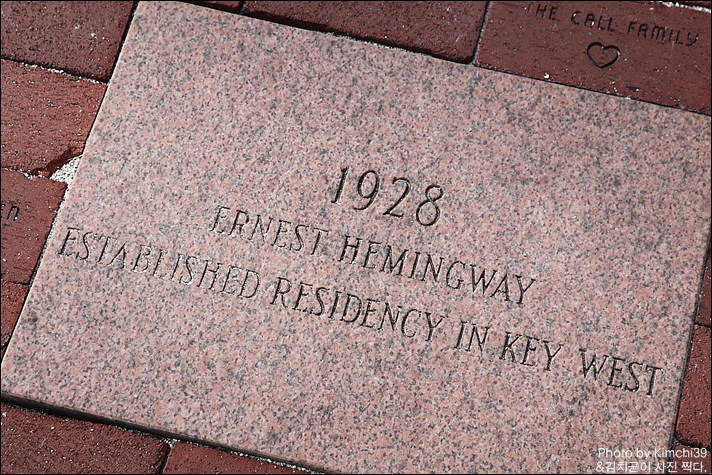 THE CALL FAMILY
1928
ERNEST HEMINGWAY
ESTABLISHED RESIDENCY IN KEY WEST
Photo by Kimchi39
&김치군이 사진 찍다.